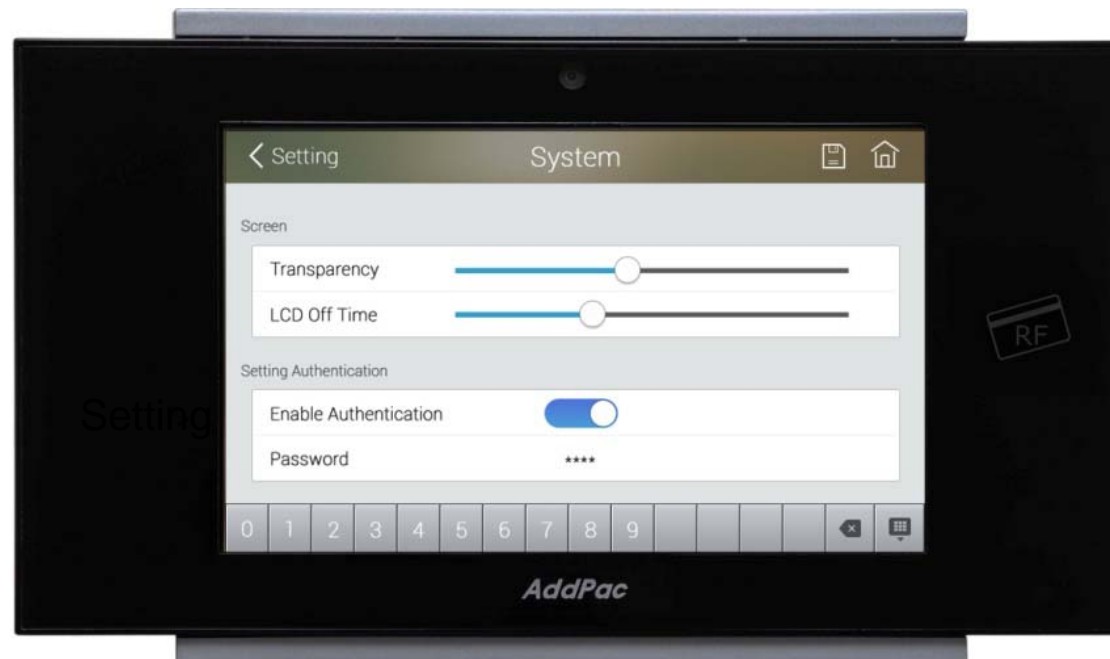 Setting System
Screen
Transparency
LCD Off Time
Setting Authentication
Enable Authentication
Password ****
0 1 2 3 4 5 6 7 8 9
AddPac
RF
Setting